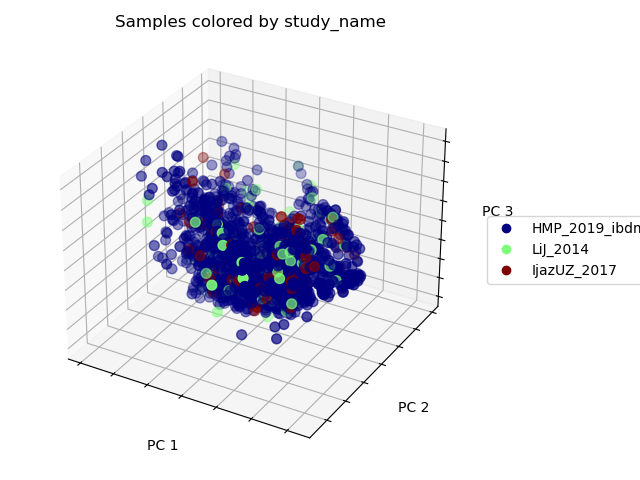 Samples colored by study_name
PC 3
HMP_2019_ibdm
LiJ_2014
IjazUZ_2017
PC 2
PC 1